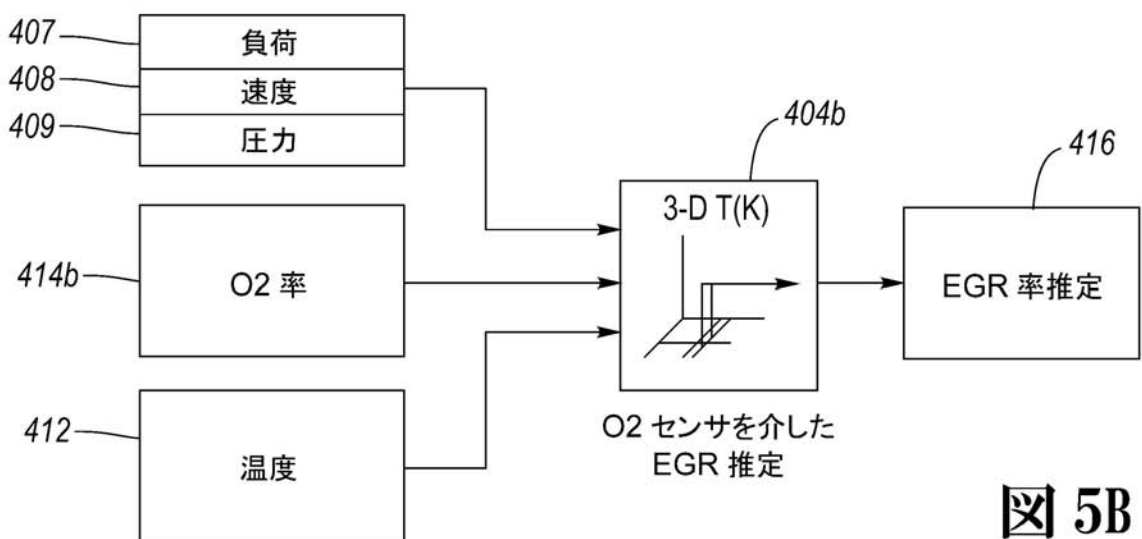 407
負荷
408
速度
409
圧力
414b
O2 率
412
温度
404b
3-D T(K)
O2 センサを介した
EGR 推定
416
EGR 率推定
図 5B